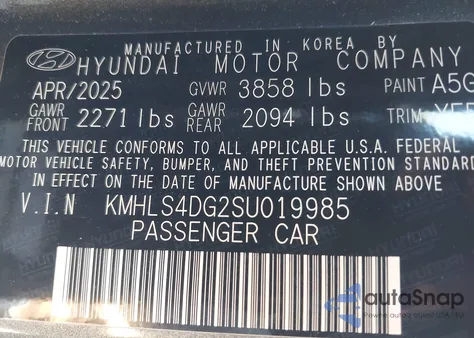 MANUFACTURED IN KOREA BY
HYUNDAI MOTOR COMPANY
APR/2025 GVWR 3858 lbs PAINT A5G
GAWR FRONT 2271 lbs GAWR REAR 2094 lbs TRIM
THIS VEHICLE CONFORMS TO ALL APPLICABLE U.S.A. FEDERAL
MOTOR VEHICLE SAFETY, BUMPER, AND THEFT PREVENTION STANDARD
IN EFFECT ON THE DATE OF MANUFACTURE SHOWN ABOVE
V.I.N KMHLS4DG2SU019985
PASSENGER CAR
autoSnap